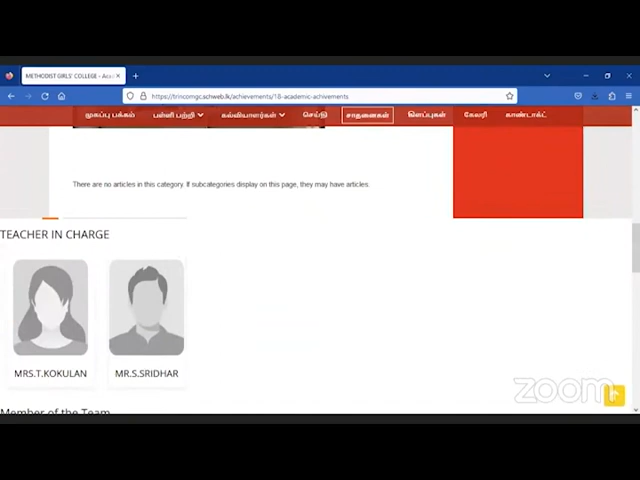 METHODIST GIRLS' COLLEGE - Aca
https://trincomgc.schweb.lk/achievements/18-academic-achivements
முகப்பு பக்கம் பள்ளி பற்றி கல்வியாளர்கள் செய்தி சாதனைகள் கிளப்புகள் கேலரி காண்டாக்ட்
There are no articles in this category. If subcategories display on this page, they may have articles.
TEACHER IN CHARGE
MRS.T.KOKULAN MR.S.SRIDHAR
zoom
Member of the Team